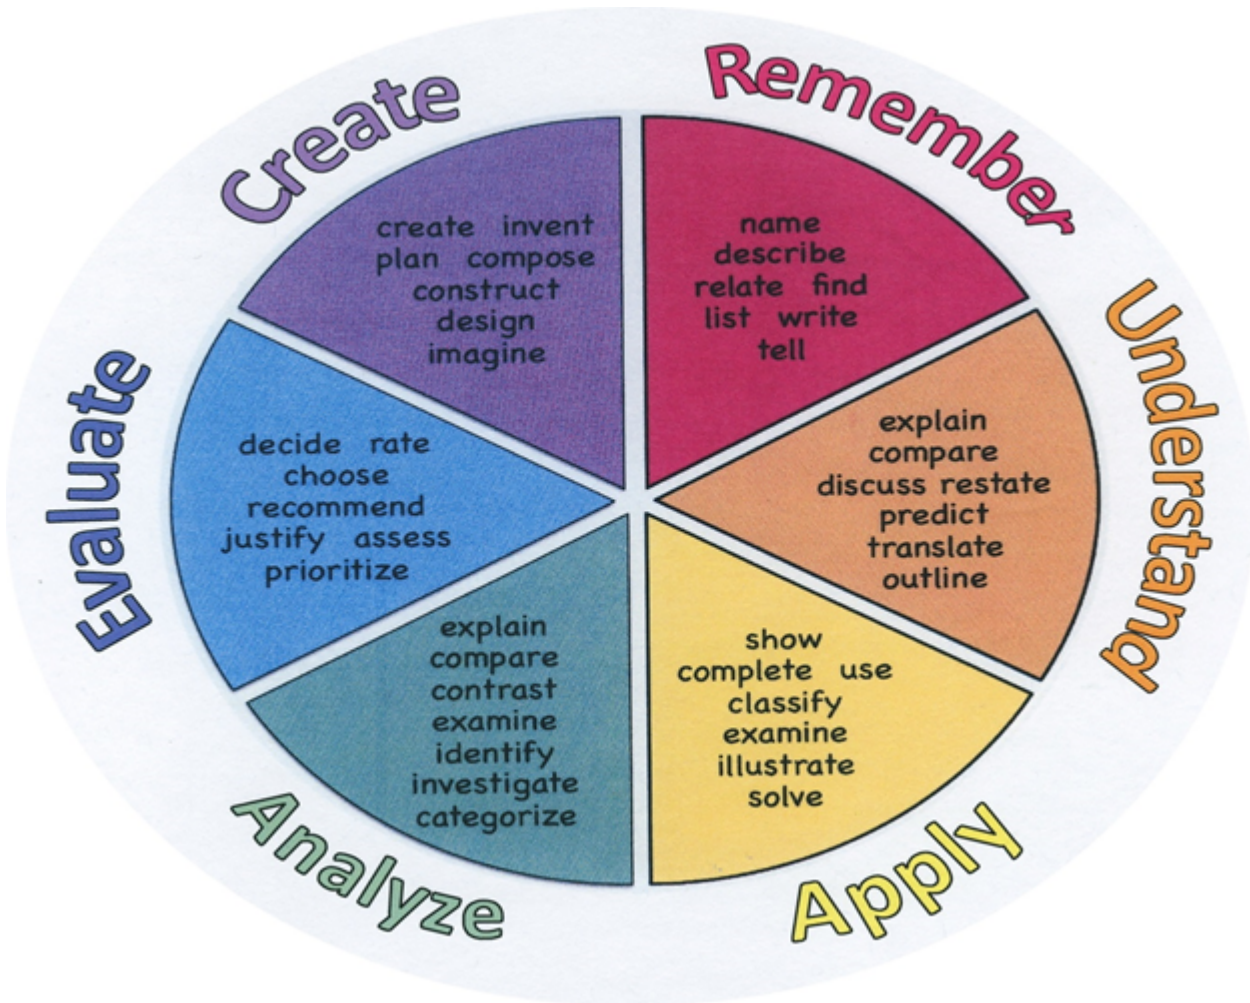 Remember
name
describe
relate find
list write
tell
Understand
explain
compare
discuss restate
predict
translate
outline
Apply
show
complete use
classify
examine
illustrate
solve
Analyze
explain
compare
contrast
examine
identify
investigate
categorize
Evaluate
decide rate
choose
recommend
justify assess
prioritize
Create
create invent
plan compose
construct
design
imagine